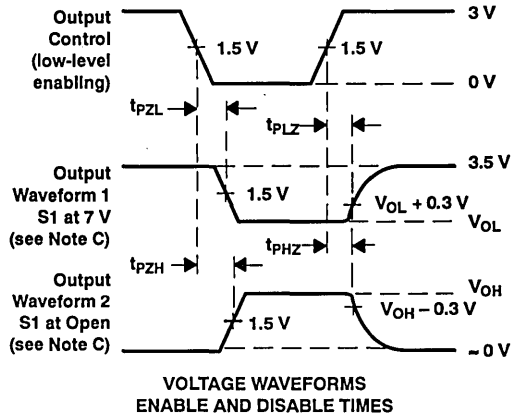 Output
Control
(low-level
enabling)
1.5 V
1.5 V
3 V
0 V
tPZL
tPLZ
Output
Waveform 1
S1 at 7 V
(see Note C)
1.5 V
3.5 V
VOL + 0.3 V
VOL
tPZH
tPHZ
Output
Waveform 2
S1 at Open
(see Note C)
1.5 V
VOH
VOH – 0.3 V
~ 0 V
VOLTAGE WAVEFORMS
ENABLE AND DISABLE TIMES